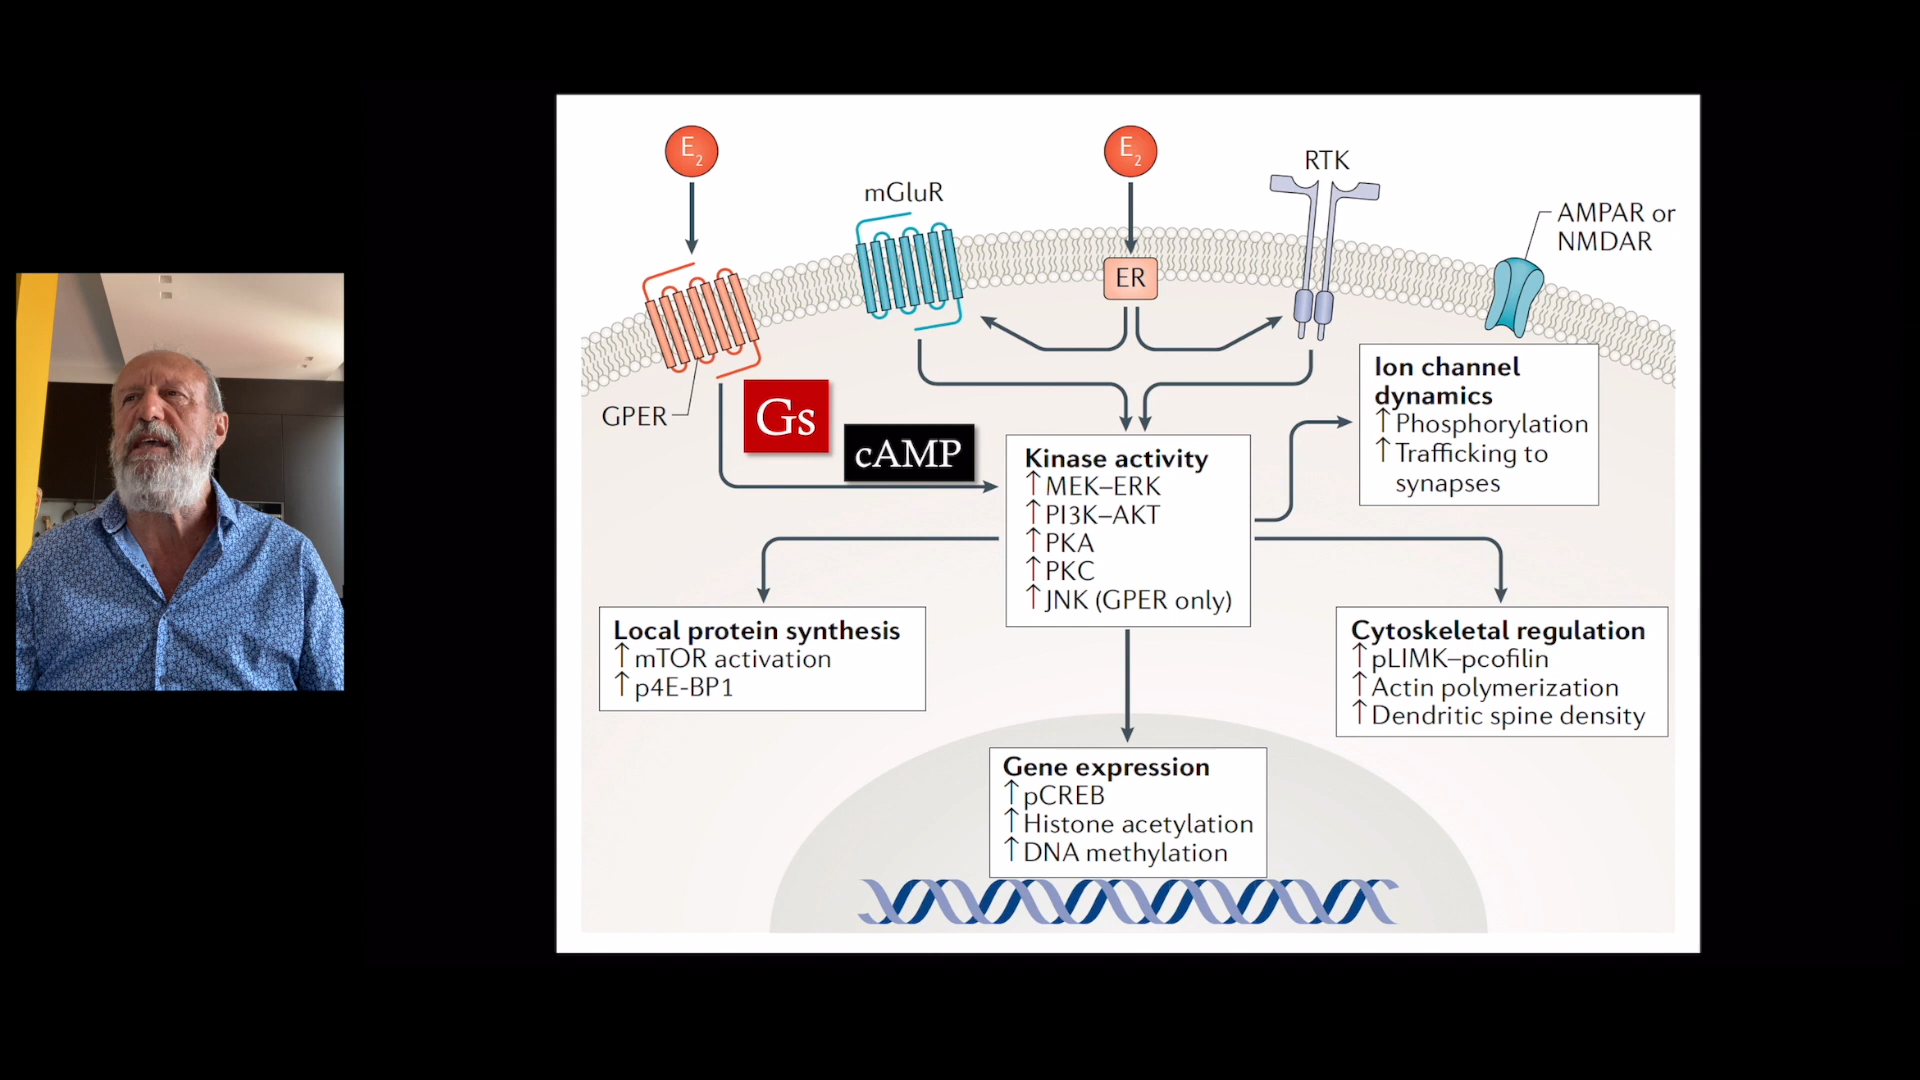 E2
E2
RTK
mGluR
AMPAR or
NMDAR
ER
GPER
Gs
cAMP
Ion channel
dynamics
↑Phosphorylation
↑Trafficking to
synapses
Kinase activity
↑MEK–ERK
↑PI3K–AKT
↑PKA
↑PKC
↑JNK (GPER only)
Local protein synthesis
↑mTOR activation
↑p4E-BP1
Cytoskeletal regulation
↑pLIMK–pcofilin
↑Actin polymerization
↑Dendritic spine density
Gene expression
↑pCREB
↑Histone acetylation
↑DNA methylation